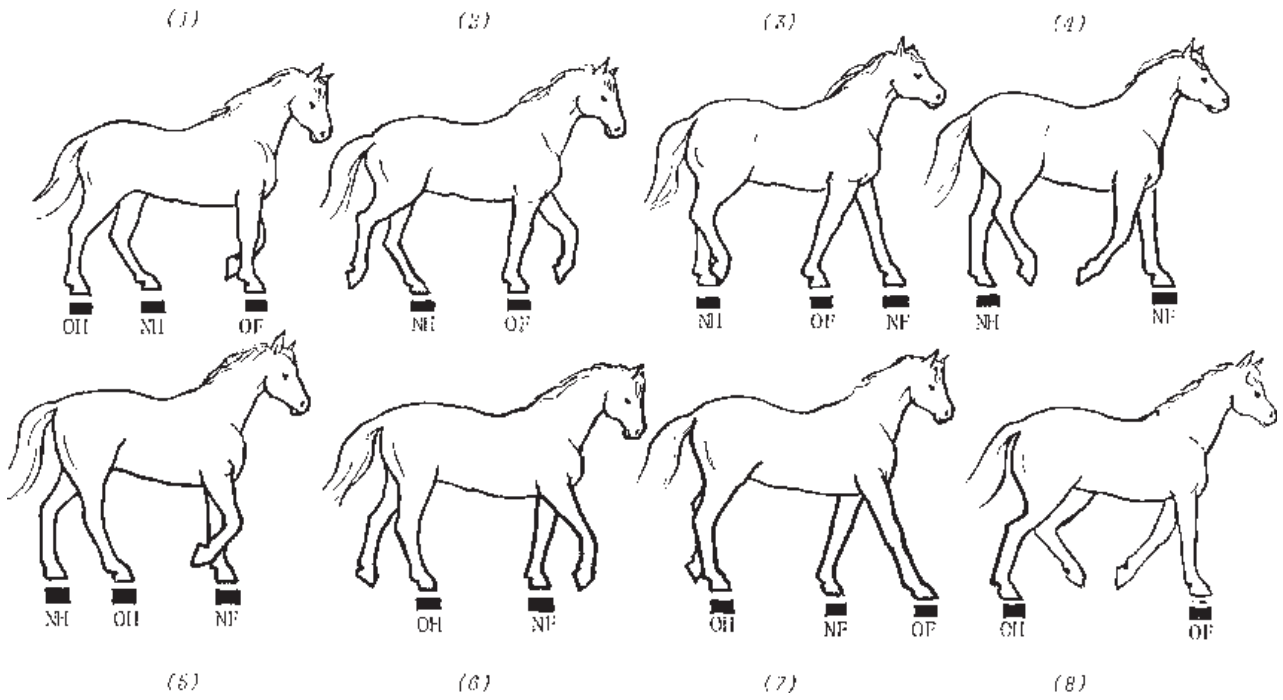 (1) (2) (3) (4)
OH NH OF NH OF NH OF NF NH NF
NH OH NF OH NF OH NF OF OH OF
(5) (6) (7) (8)